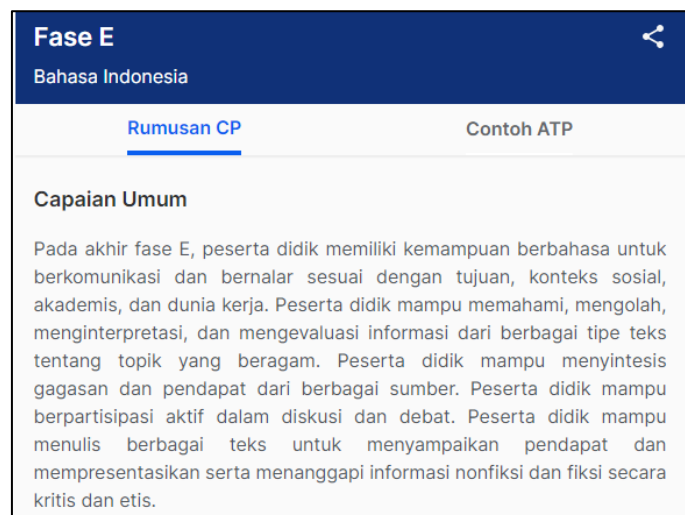 Fase E
Bahasa Indonesia
Rumusan CP
Contoh ATP
Capaian Umum
Pada akhir fase E, peserta didik memiliki kemampuan berbahasa untuk
berkomunikasi dan bernalar sesuai dengan tujuan, konteks sosial,
akademis, dan dunia kerja. Peserta didik mampu memahami, mengolah,
menginterpretasi, dan mengevaluasi informasi dari berbagai tipe teks
tentang topik yang beragam. Peserta didik mampu menyintesis
gagasan dan pendapat dari berbagai sumber. Peserta didik mampu
berpartisipasi aktif dalam diskusi dan debat. Peserta didik mampu
menulis berbagai teks untuk menyampaikan pendapat dan
mempresentasikan serta menanggapi informasi nonfiksi dan fiksi secara
kritis dan etis.